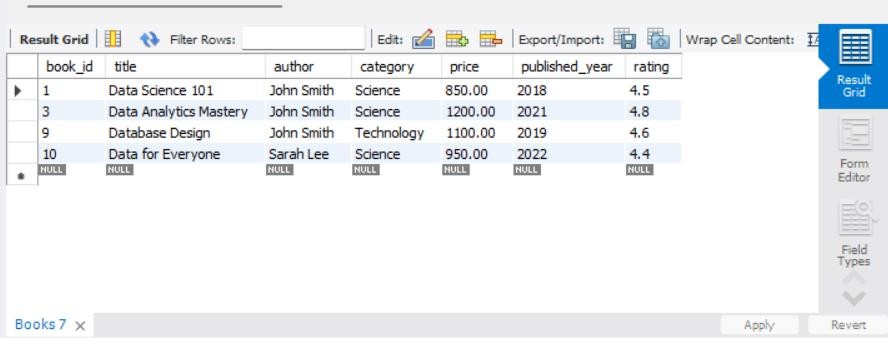 Result Grid Filter Rows: Edit: Export/Import: Wrap Cell Content:
book_id title author category price published_year rating
1 Data Science 101 John Smith Science 850.00 2018 4.5
3 Data Analytics Mastery John Smith Science 1200.00 2021 4.8
9 Database Design John Smith Technology 1100.00 2019 4.6
10 Data for Everyone Sarah Lee Science 950.00 2022 4.4
NULL NULL NULL NULL NULL NULL NULL
Result
Grid
Form
Editor
Field
Types
Books 7 Apply Revert